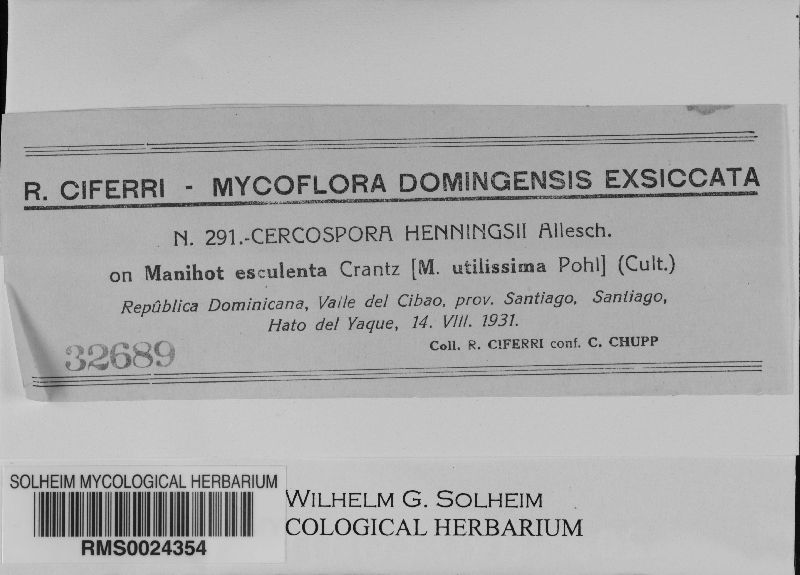 R. CIFERRI - MYCOFLORA DOMINGENSIS EXSICCATA
N. 291.-CERCOSPORA HENNINGSII Allesch.
on Manihot esculenta Crantz [M. utilissima Pohl] (Cult.)
República Dominicana, Valle del Cibao, prov. Santiago, Santiago,
Hato del Yaque, 14. VIII. 1931.
Coll. R. CIFERRI conf. C. CHUPP
32689
SOLHEIM MYCOLOGICAL HERBARIUM
RMS0024354
WILHELM G. SOLHEIM
COLOGICAL HERBARIUM